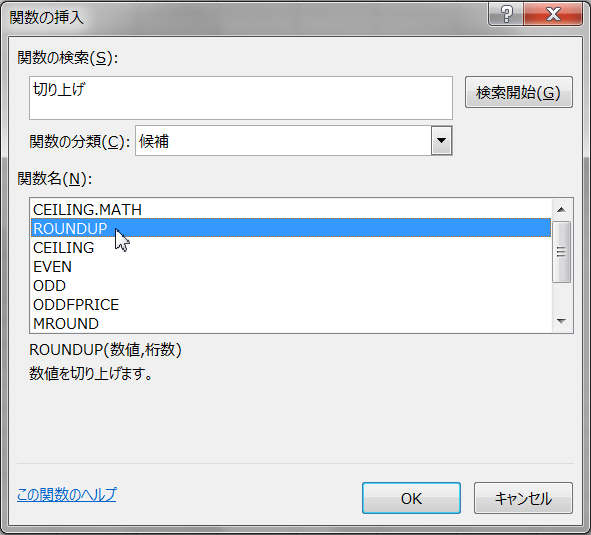 関数の挿入
関数の検索(S):
切り上げ
検索開始(G)
関数の分類(C): 候補
関数名(N):
CEILING.MATH
ROUNDUP
CEILING
EVEN
ODD
ODDFPRICE
MROUND
ROUNDUP(数値,桁数)
数値を切り上げます。
この関数のヘルプ
OK
キャンセル